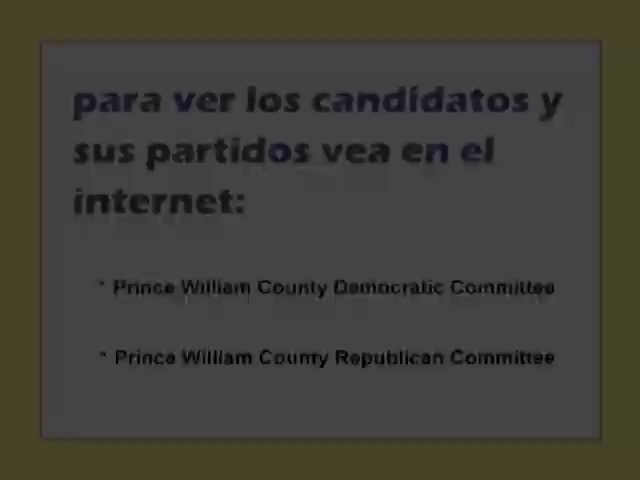 para ver los candidatos y
sus partidos vea en el
internet:
* Prince William County Democratic Committee
* Prince William County Republican Committee